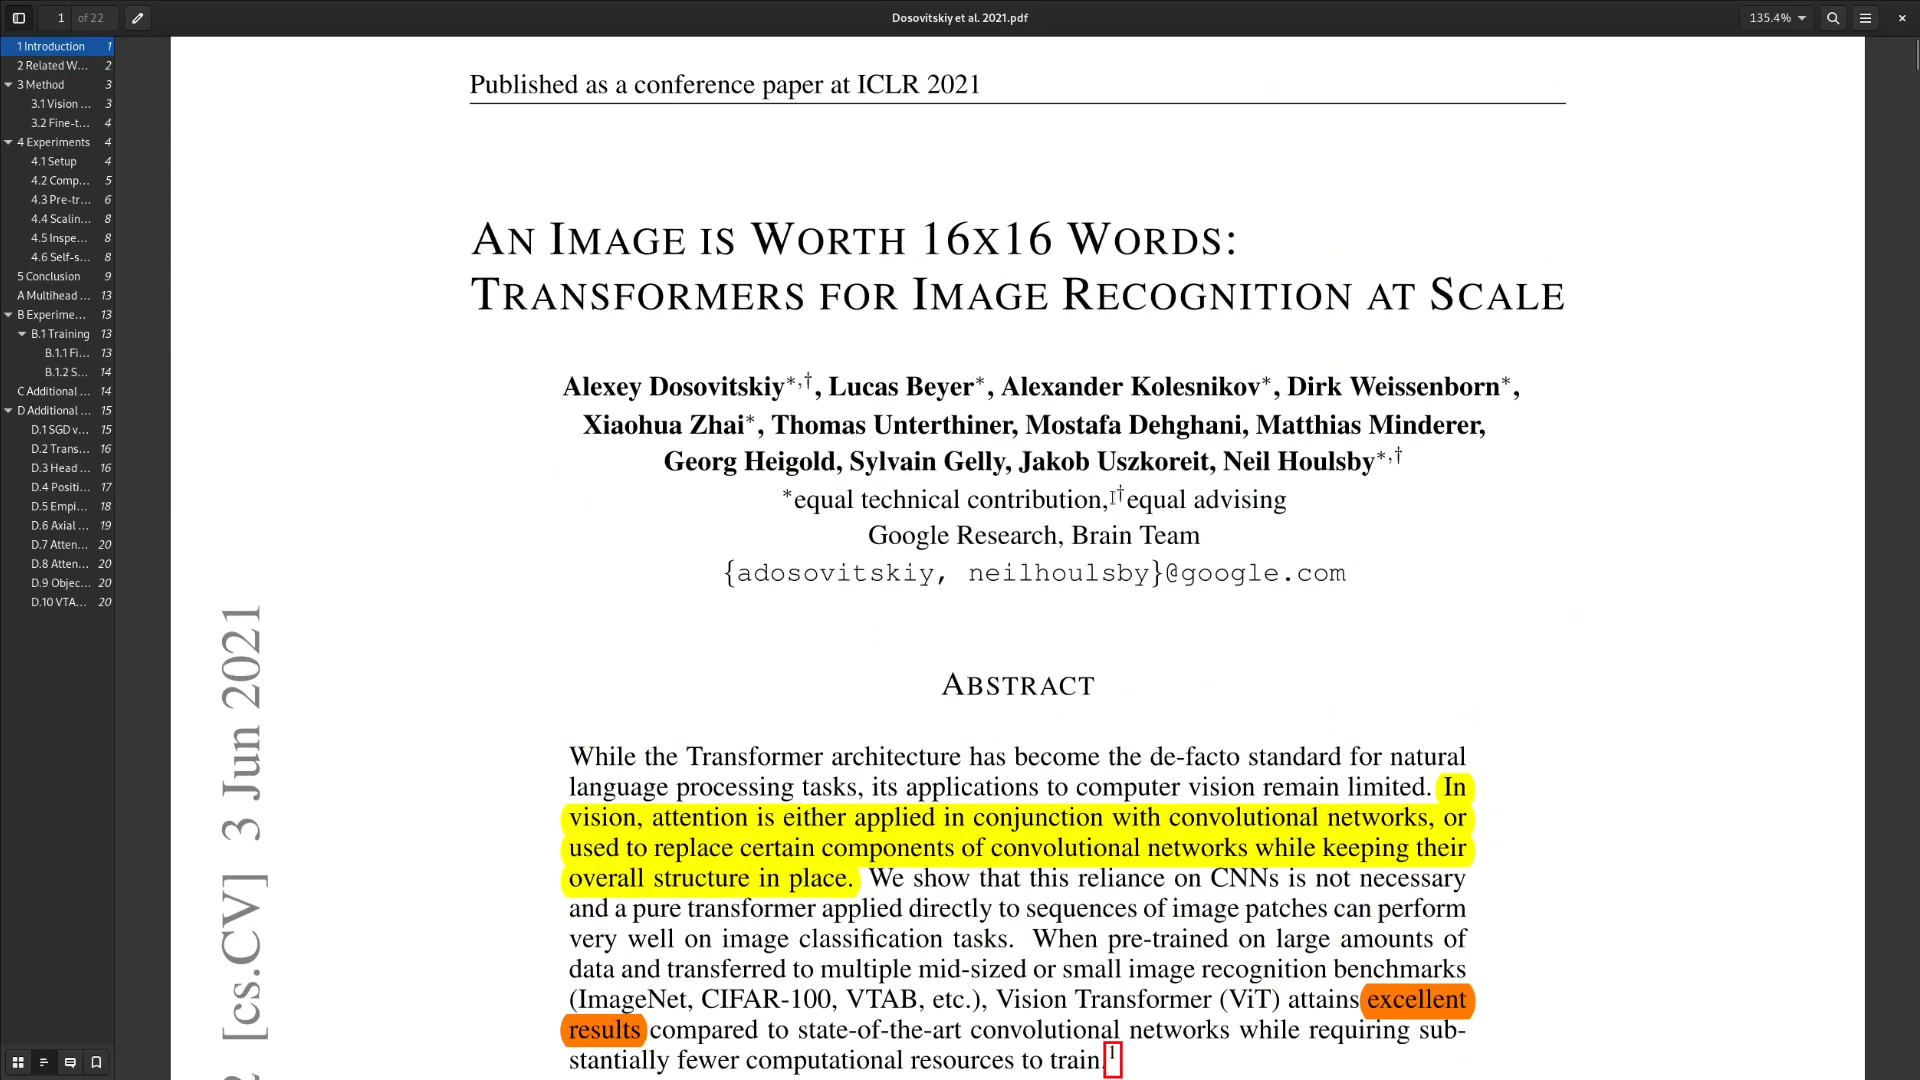 1 of 22 Dosovitskiy et al. 2021.pdf 135.4%
1 Introduction 1
2 Related W... 2
3 Method 3
3.1 Vision ... 3
3.2 Fine-t... 4
4 Experiments 4
4.1 Setup 4
4.2 Comp... 5
4.3 Pre-tr... 6
4.4 Scalin... 8
4.5 Inspe... 8
4.6 Self-s... 8
5 Conclusion 9
A Multihead ... 13
B Experime... 13
B.1 Training 13
B.1.1 Fi... 13
B.1.2 S... 14
C Additional ... 14
D Additional ... 15
D.1 SGD v... 15
D.2 Trans... 16
D.3 Head ... 16
D.4 Positi... 17
D.5 Empi... 18
D.6 Axial ... 19
D.7 Atten... 20
D.8 Atten... 20
D.9 Objec... 20
D.10 VTA... 20
Published as a conference paper at ICLR 2021
AN IMAGE IS WORTH 16X16 WORDS:
TRANSFORMERS FOR IMAGE RECOGNITION AT SCALE
Alexey Dosovitskiy*,†, Lucas Beyer*, Alexander Kolesnikov*, Dirk Weissenborn*,
Xiaohua Zhai*, Thomas Unterthiner, Mostafa Dehghani, Matthias Minderer,
Georg Heigold, Sylvain Gelly, Jakob Uszkoreit, Neil Houlsby*,†
*equal technical contribution, †equal advising
Google Research, Brain Team
{adosovitskiy, neilhoulsby}@google.com
ABSTRACT
While the Transformer architecture has become the de-facto standard for natural
language processing tasks, its applications to computer vision remain limited. In
vision, attention is either applied in conjunction with convolutional networks, or
used to replace certain components of convolutional networks while keeping their
overall structure in place. We show that this reliance on CNNs is not necessary
and a pure transformer applied directly to sequences of image patches can perform
very well on image classification tasks. When pre-trained on large amounts of
data and transferred to multiple mid-sized or small image recognition benchmarks
(ImageNet, CIFAR-100, VTAB, etc.), Vision Transformer (ViT) attains excellent
results compared to state-of-the-art convolutional networks while requiring sub-
stantially fewer computational resources to train.1
[cs.CV] 3 Jun 2021